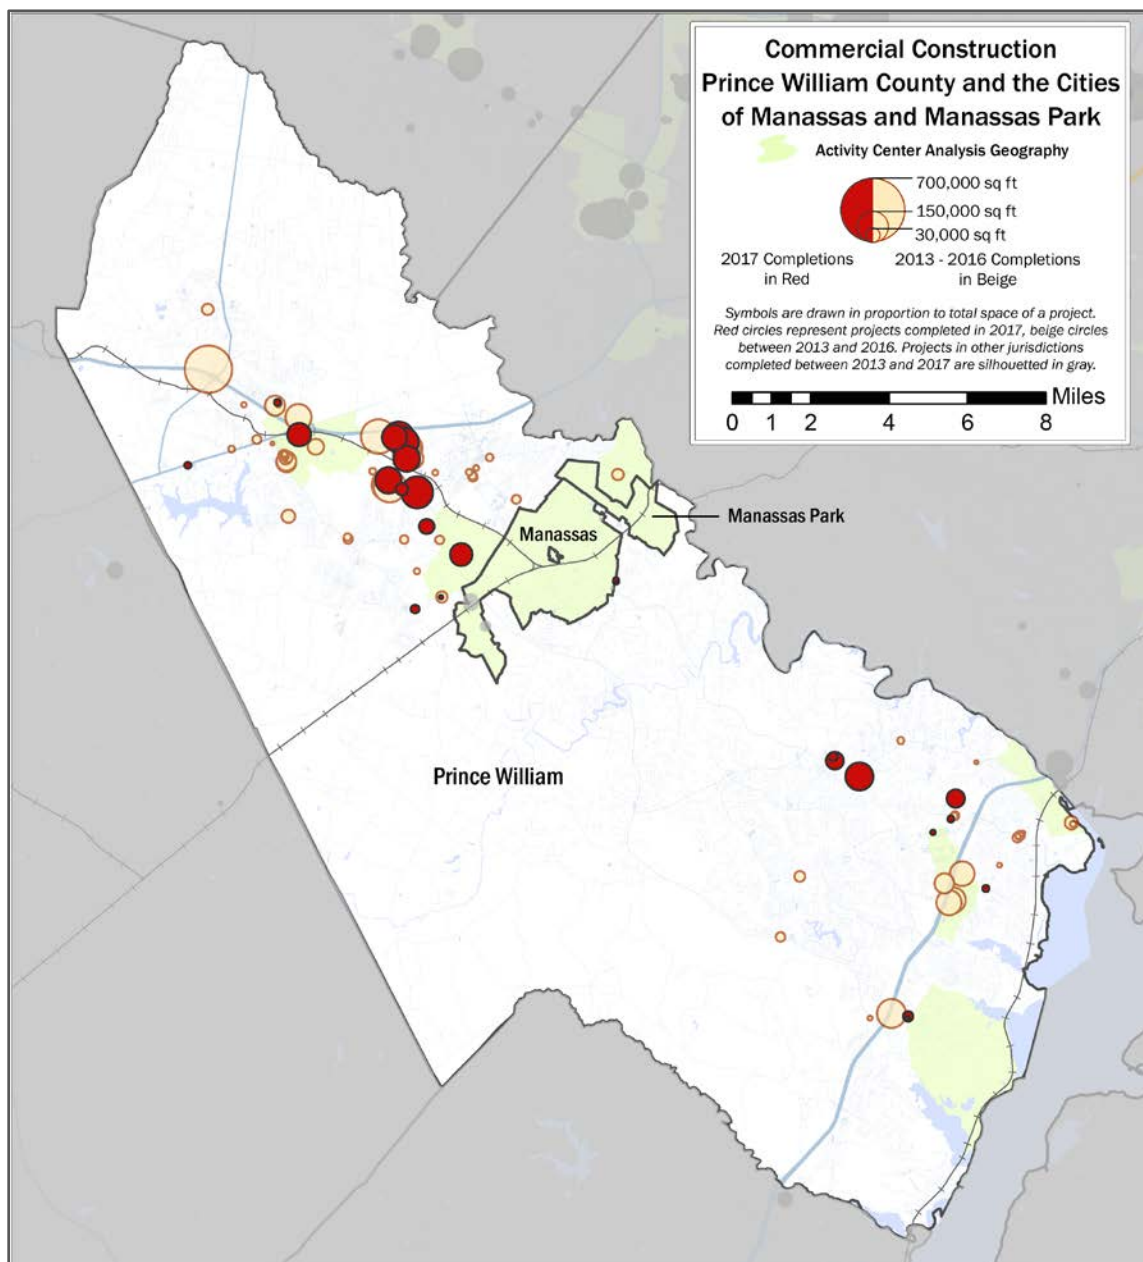 Commercial Construction
Prince William County and the Cities
of Manassas and Manassas Park
Activity Center Analysis Geography
700,000 sq ft
150,000 sq ft
30,000 sq ft
2017 Completions
in Red
2013 - 2016 Completions
in Beige
Symbols are drawn in proportion to total space of a project.
Red circles represent projects completed in 2017, beige circles
between 2013 and 2016. Projects in other jurisdictions
completed between 2013 and 2017 are silhouetted in gray.
Miles
0 1 2 4 6 8
Manassas Park
Manassas
Prince William